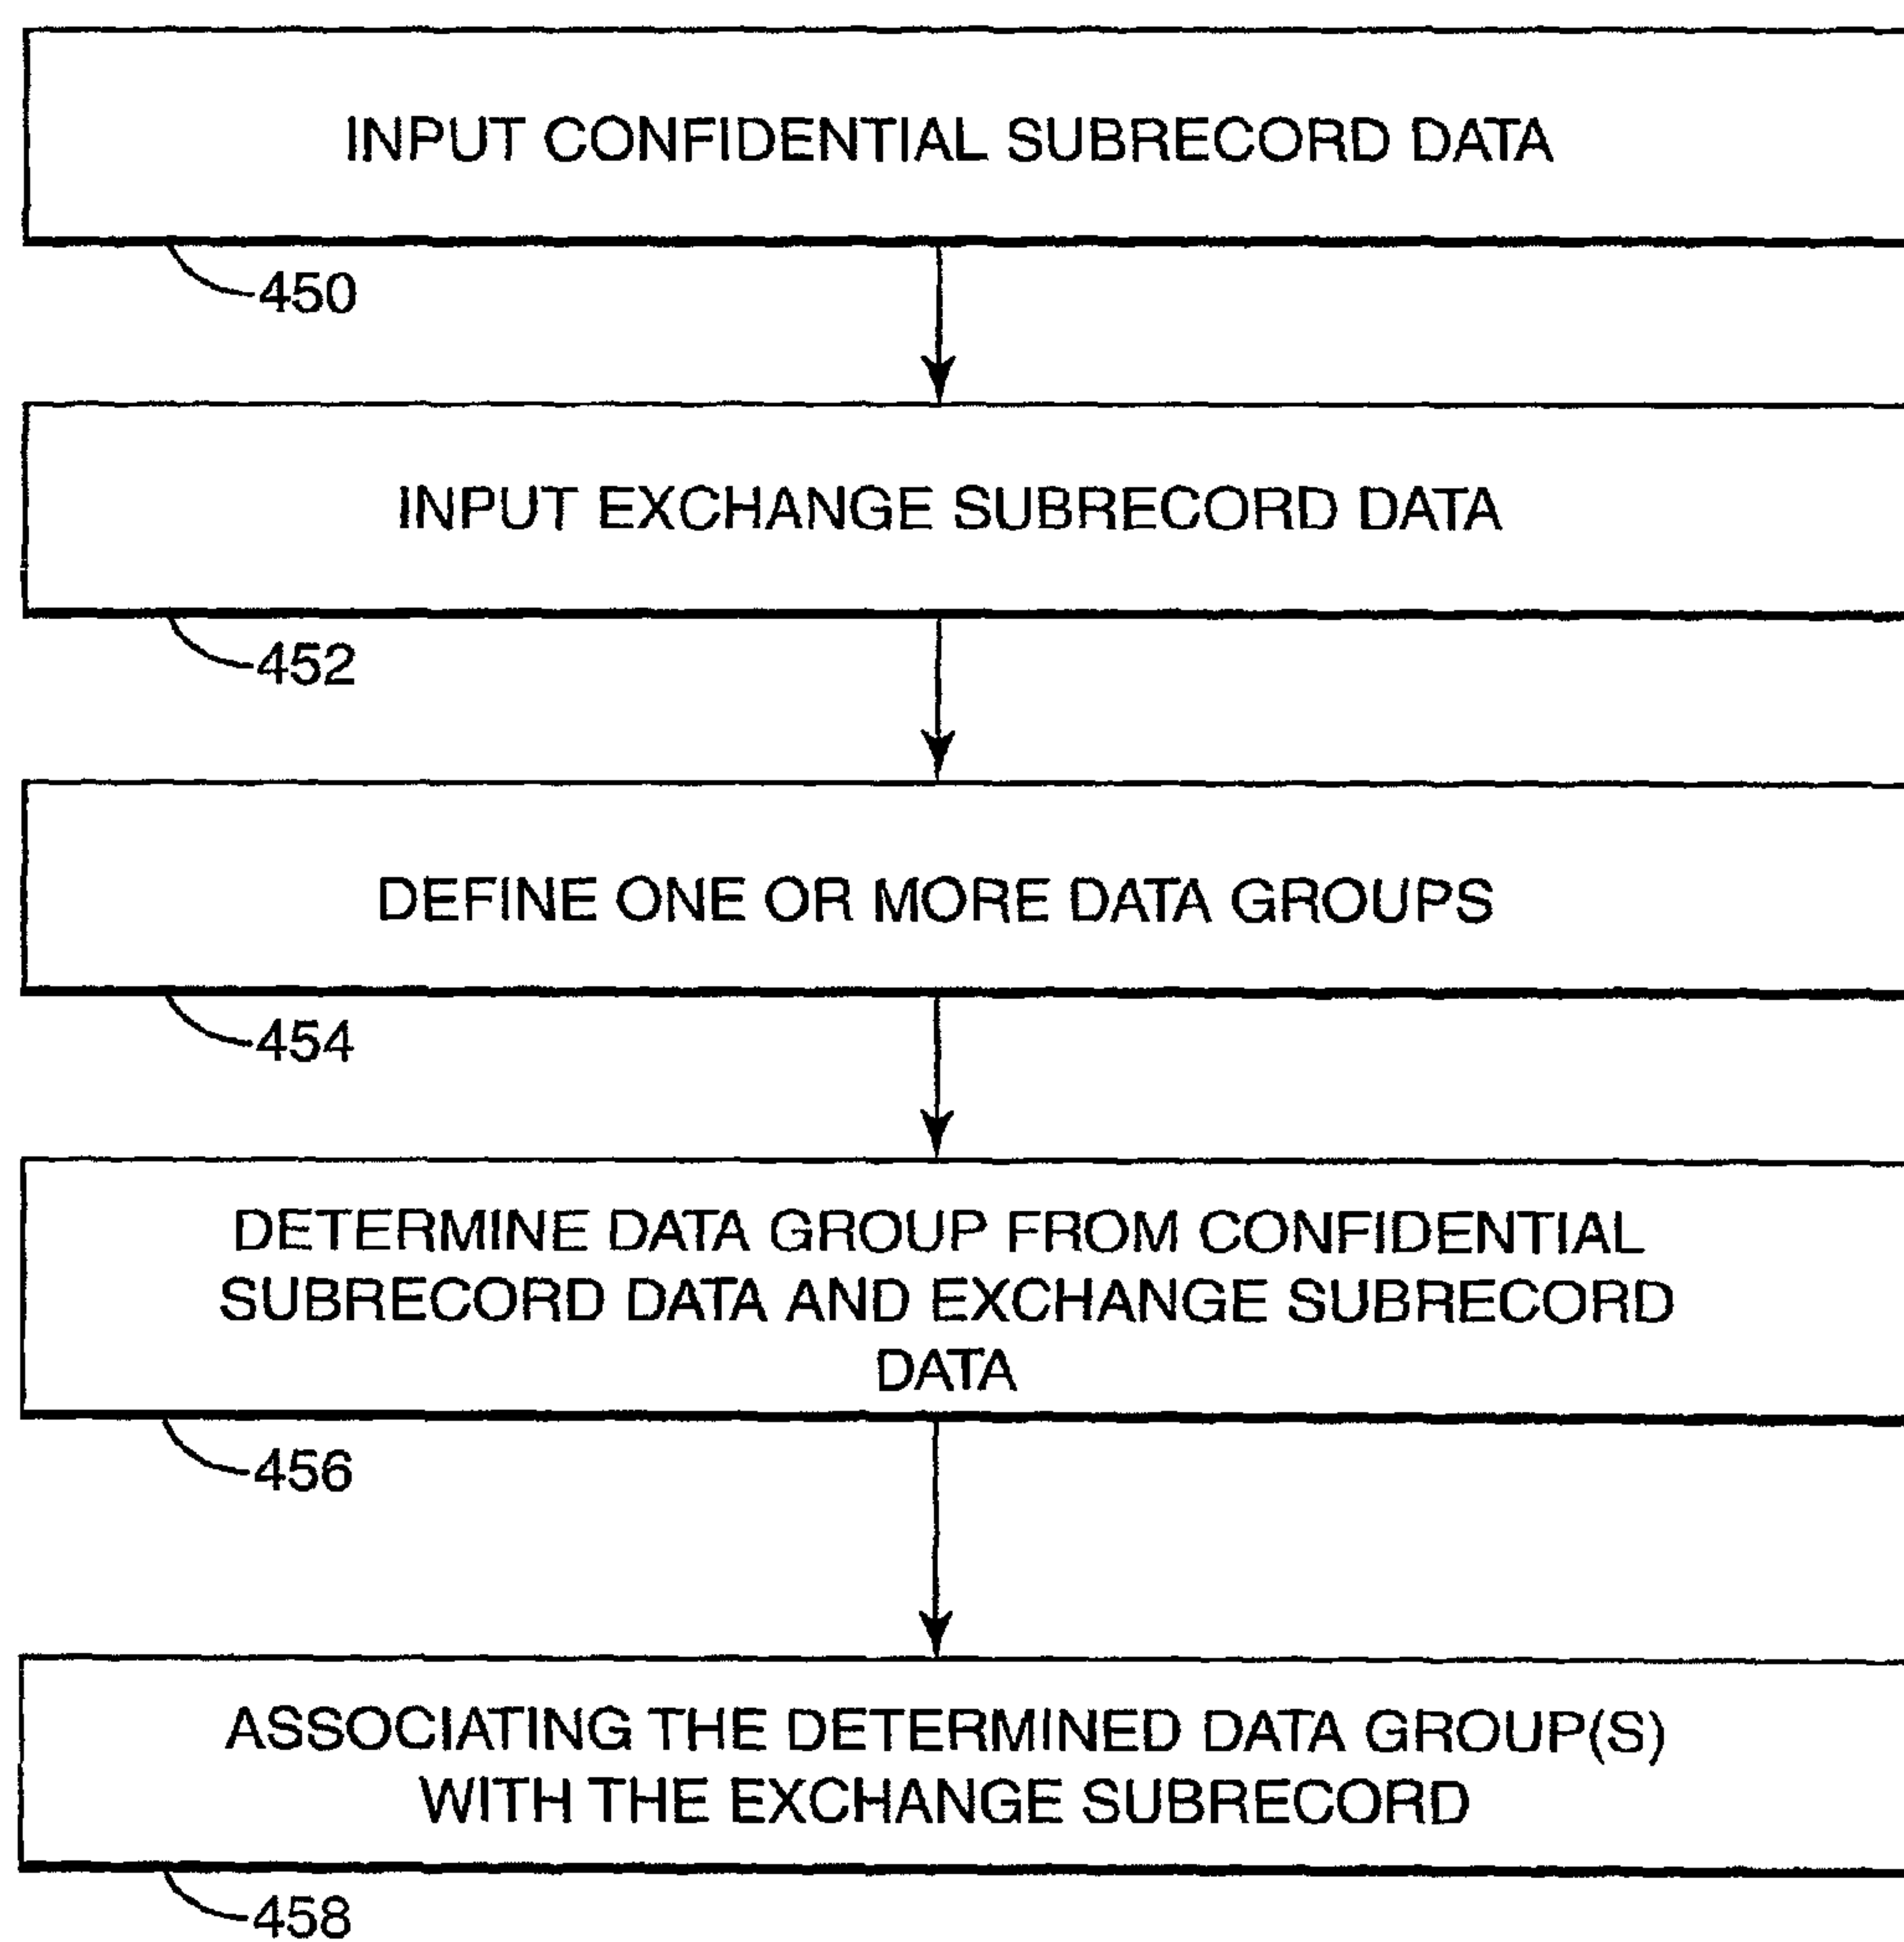 INPUT CONFIDENTIAL SUBRECORD DATA
450
INPUT EXCHANGE SUBRECORD DATA
452
DEFINE ONE OR MORE DATA GROUPS
454
DETERMINE DATA GROUP FROM CONFIDENTIAL
SUBRECORD DATA AND EXCHANGE SUBRECORD
DATA
456
ASSOCIATING THE DETERMINED DATA GROUP(S)
WITH THE EXCHANGE SUBRECORD
458